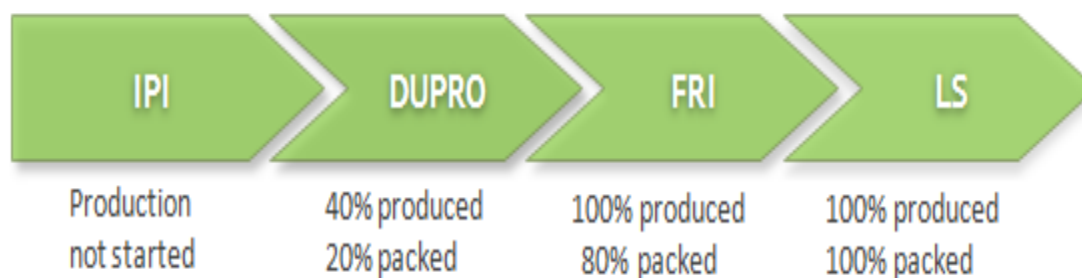 IPI
DUPRO
FRI
LS
Production
not started
40% produced
20% packed
100% produced
80% packed
100% produced
100% packed